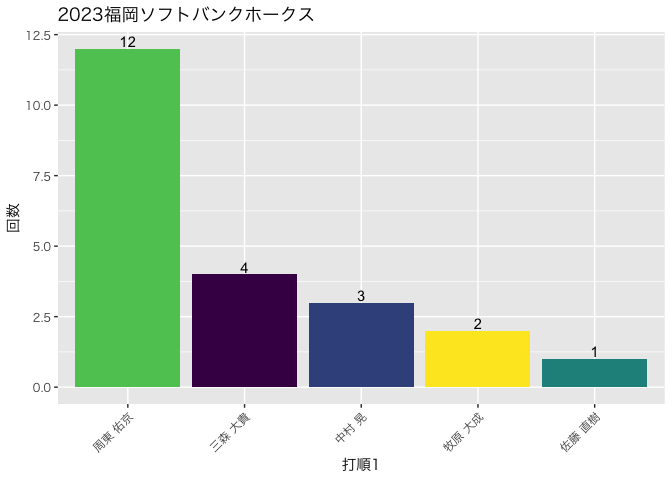 2023福岡ソフトバンクホークス
12.5
10.0
7.5
5.0
2.5
0.0
回数
12
4
3
2
1
周東 佑京
三森 大貴
中村 晃
牧原 大成
佐藤 直樹
打順1